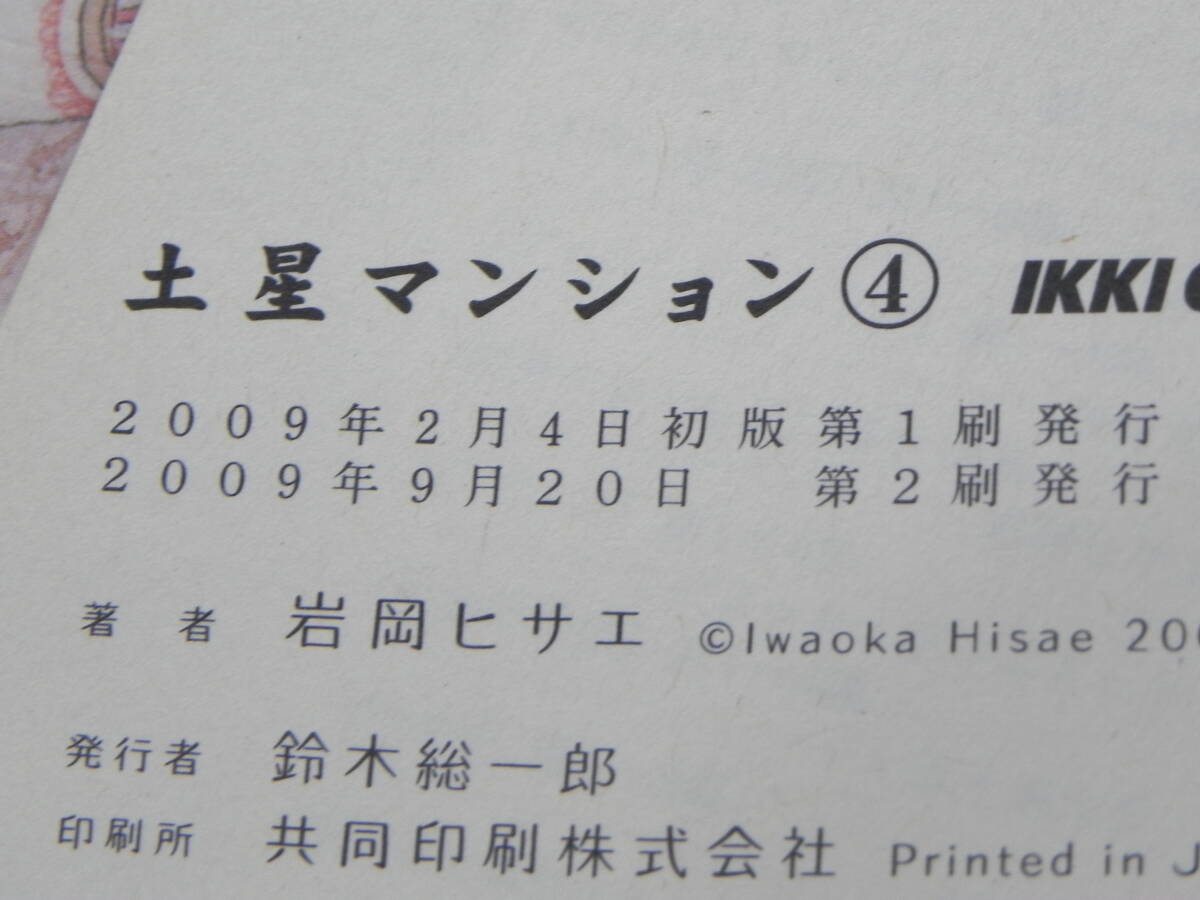 土星マンション④ IKKI
2009年2月4日初版第1刷発行
2009年9月20日 第2刷発行
著者 岩岡ヒサエ ©Iwaoka Hisae
発行者 鈴木総一郎
印刷所 共同印刷株式会社 Printed in